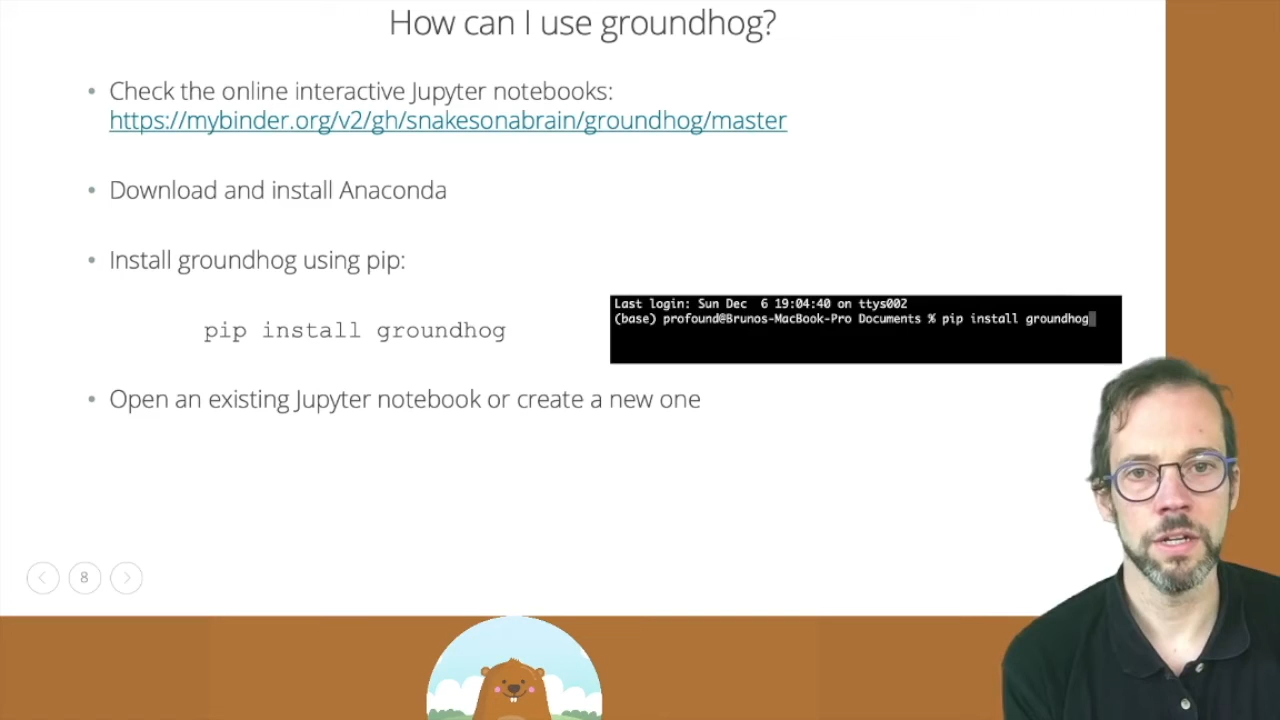 How can I use groundhog?
• Check the online interactive Jupyter notebooks:
https://mybinder.org/v2/gh/snakesonabrain/groundhog/master
• Download and install Anaconda
• Install groundhog using pip:
pip install groundhog
Last login: Sun Dec  6 19:04:40 on ttys002
(base) profound@Brunos-MacBook-Pro Documents % pip install groundhog
• Open an existing Jupyter notebook or create a new one
8